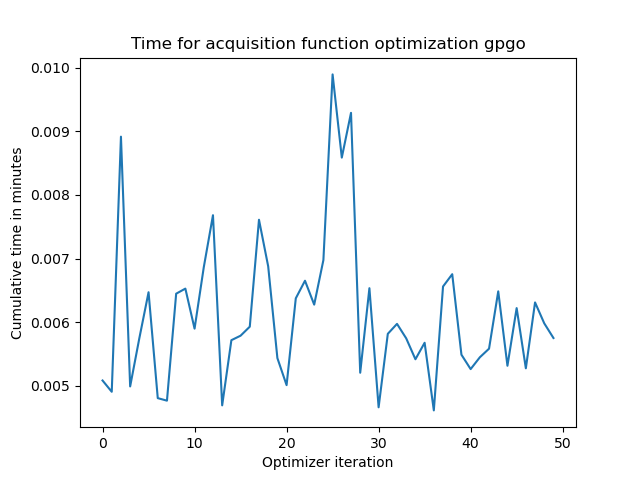 Time for acquisition function optimization gpgo
Cumulative time in minutes
0.010
0.009
0.008
0.007
0.006
0.005
0 10 20 30 40 50
Optimizer iteration